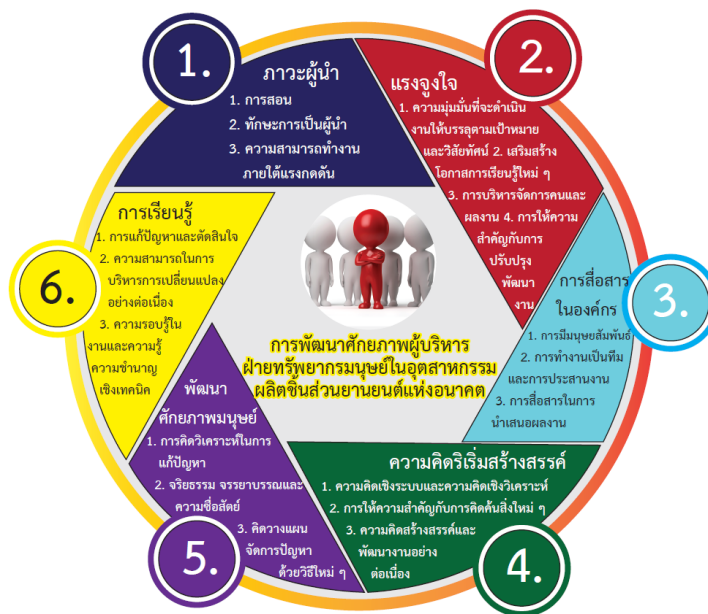 1.
ภาวะผู้นำ
1. การสอน
2. ทักษะการเป็นผู้นำ
3. ความสามารถทำงาน
ภายใต้แรงกดดัน
2.
แรงจูงใจ
1. ความมุ่มมั่นที่จะดำเนิน
งานให้บรรลุตามเป้าหมาย
และวิสัยทัศน์ 2. เสริมสร้าง
โอกาสการเรียนรู้ใหม่ ๆ
3. การบริหารจัดการคนและ
ผลงาน 4. การให้ความ
สำคัญกับการ
ปรับปรุง
พัฒนา
งาน
3.
การสื่อสาร
ในองค์กร
1. การมีมนุษยสัมพันธ์
2. การทำงานเป็นทีม
และการประสานงาน
3. การสื่อสารในการ
นำเสนอผลงาน
4.
ความคิดริเริ่มสร้างสรรค์
1. ความคิดเชิงระบบและความคิดเชิงวิเคราะห์
2. การให้ความสำคัญกับการคิดค้นสิ่งใหม่ ๆ
3. ความคิดสร้างสรรค์และ
พัฒนางานอย่าง
ต่อเนื่อง
5.
พัฒนา
ศักยภาพมนุษย์
1. การคิดวิเคราะห์ในการ
แก้ปัญหา
2. จริยธรรม จรรยาบรรณและ
ความซื่อสัตย์
3. คิดวางแผน
จัดการปัญหา
ด้วยวิธีใหม่ ๆ
6.
การเรียนรู้
1. การแก้ปัญหาและตัดสินใจ
2. ความสามารถในการ
บริหารการเปลี่ยนแปลง
อย่างต่อเนื่อง
3. ความรอบรู้ใน
งานและความรู้
ความชำนาญ
เชิงเทคนิค
การพัฒนาศักยภาพผู้บริหาร
ฝ่ายทรัพยากรมนุษย์ในอุตสาหกรรม
ผลิตชิ้นส่วนยานยนต์แห่งอนาคต